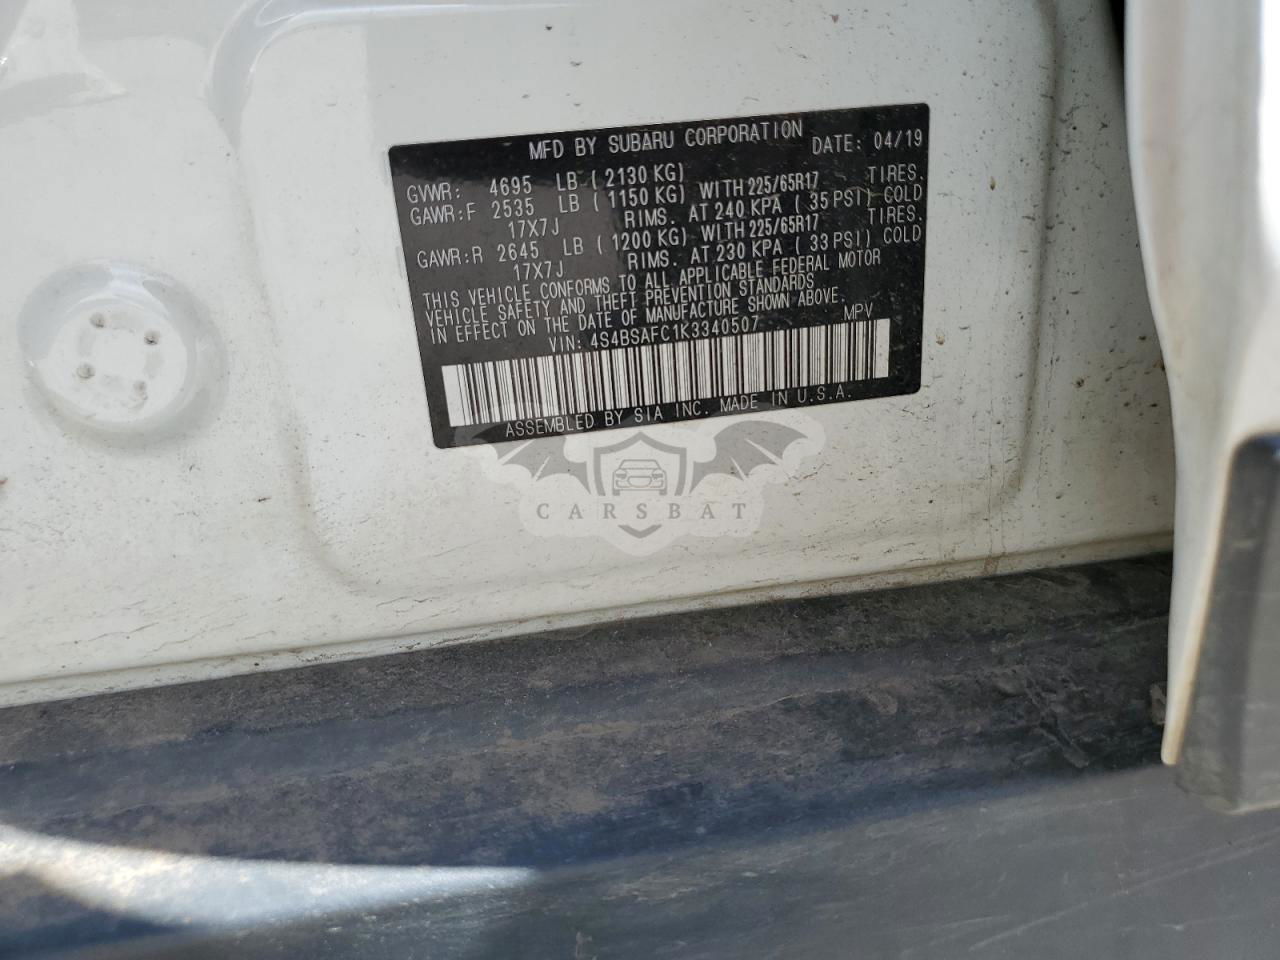 MFD BY SUBARU CORPORATION DATE: 04/19
GVWR: 4695 LB (2130 KG)
GAWR:F 2535 LB (1150 KG) WITH 225/65R17 TIRES.
17X7J RIMS. AT 240 KPA (35 PSI) COLD
GAWR:R 2645 LB (1200 KG) WITH 225/65R17 TIRES.
17X7J RIMS. AT 230 KPA (33 PSI) COLD
THIS VEHICLE CONFORMS TO ALL APPLICABLE FEDERAL MOTOR
VEHICLE SAFETY AND THEFT PREVENTION STANDARDS
IN EFFECT ON THE DATE OF MANUFACTURE SHOWN ABOVE.
VIN: 4S4BSAFC1K3340507 MPV
ASSEMBLED BY SIA INC. MADE IN U.S.A.
CARSBAT